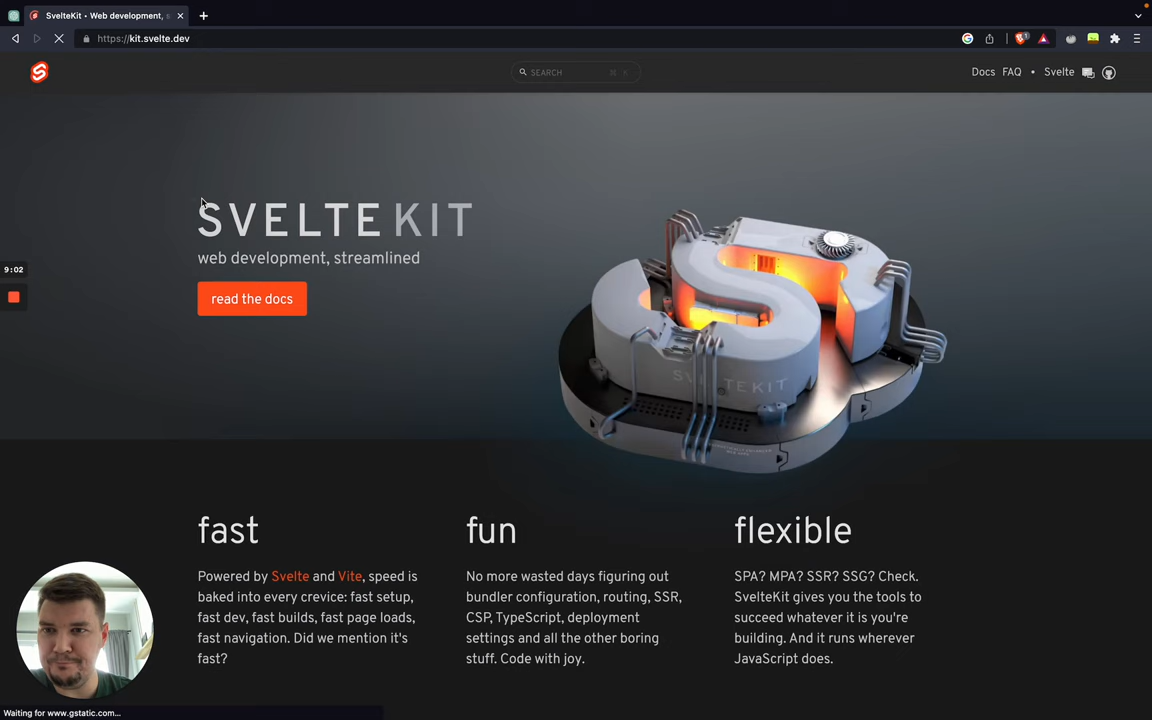 SvelteKit • Web development, s
https://kit.svelte.dev
1
SEARCH
⌘ K
Docs FAQ • Svelte
SVELTEKIT
web development, streamlined
read the docs
SVELTEKIT
9:02
fast
Powered by Svelte and Vite, speed is
baked into every crevice: fast setup,
fast dev, fast builds, fast page loads,
fast navigation. Did we mention it's
fast?
fun
No more wasted days figuring out
bundler configuration, routing, SSR,
CSP, TypeScript, deployment
settings and all the other boring
stuff. Code with joy.
flexible
SPA? MPA? SSR? SSG? Check.
SvelteKit gives you the tools to
succeed whatever it is you're
building. And it runs wherever
JavaScript does.
Waiting for www.gstatic.com...